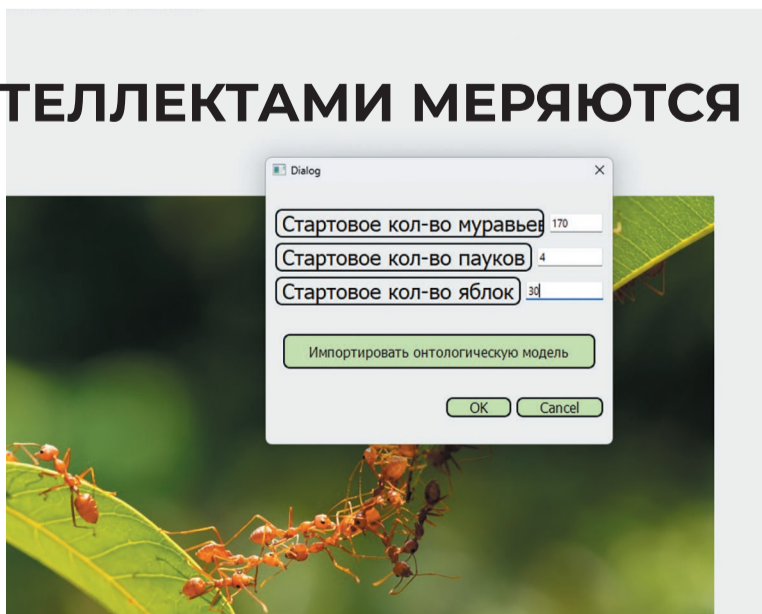 ТЕЛЛЕКТАМИ МЕРЯЮТСЯ
Dialog
Стартовое кол-во муравьев 170
Стартовое кол-во пауков 4
Стартовое кол-во яблок 30
Импортировать онтологическую модель
OK Cancel